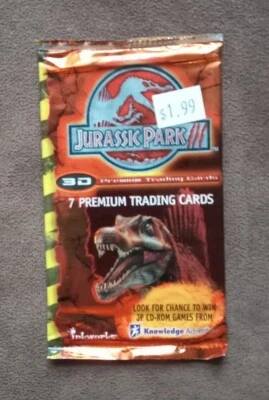 $1.99
JURASSIC PARK III
3D Premium Trading Cards
7 PREMIUM TRADING CARDS
LOOK FOR CHANCE TO WIN
JP CD-ROM GAMES FROM
inkworks Knowledge